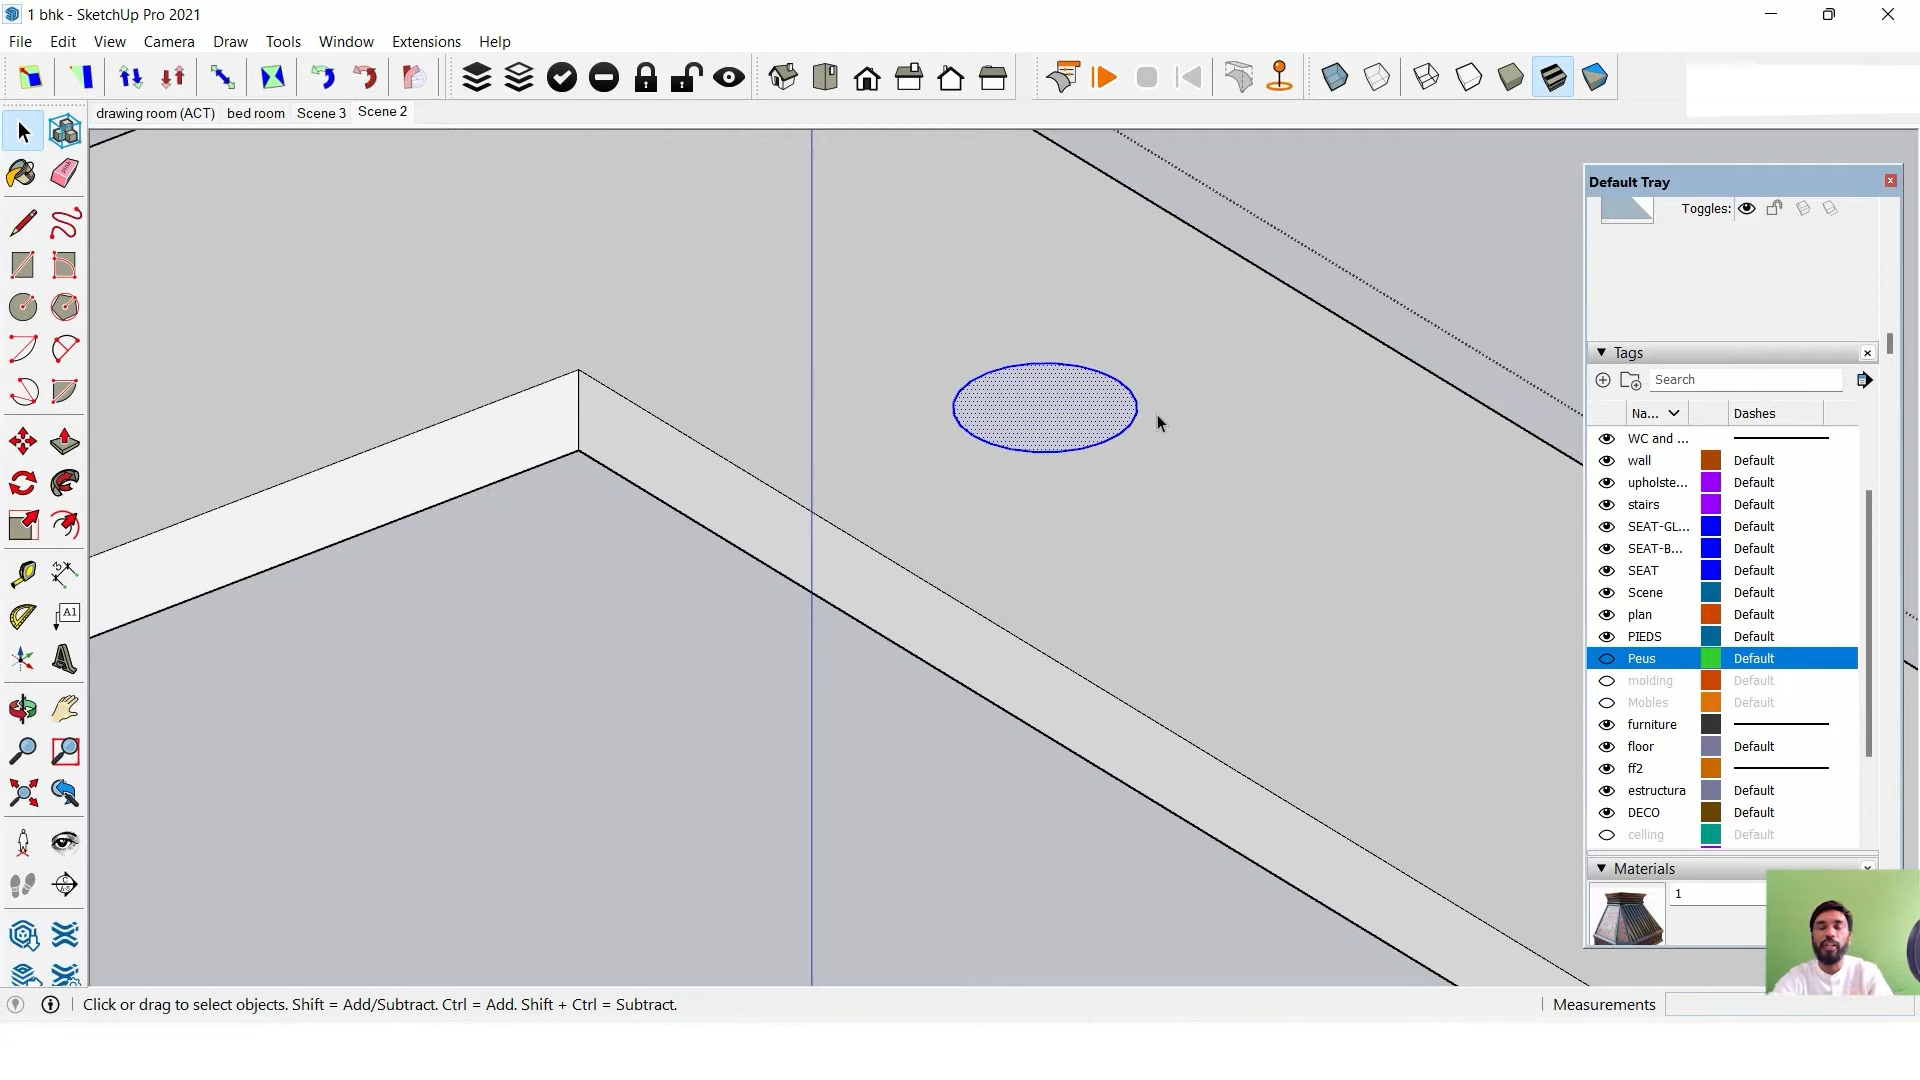 1 bhk - SketchUp Pro 2021
File Edit View Camera Draw Tools Window Extensions Help
drawing room (ACT) bed room Scene 3 Scene 2
Default Tray
Toggles:
Tags
Search
Na... Dashes
WC and ...
wall Default
upholste... Default
stairs Default
SEAT-GL... Default
SEAT-B... Default
SEAT Default
Scene Default
plan Default
PIEDS Default
Peus Default
molding Default
Mobles Default
furniture
floor Default
ff2
estructura Default
DECO Default
celling Default
Materials
1
A1
Click or drag to select objects. Shift = Add/Subtract. Ctrl = Add. Shift + Ctrl = Subtract.
Measurements